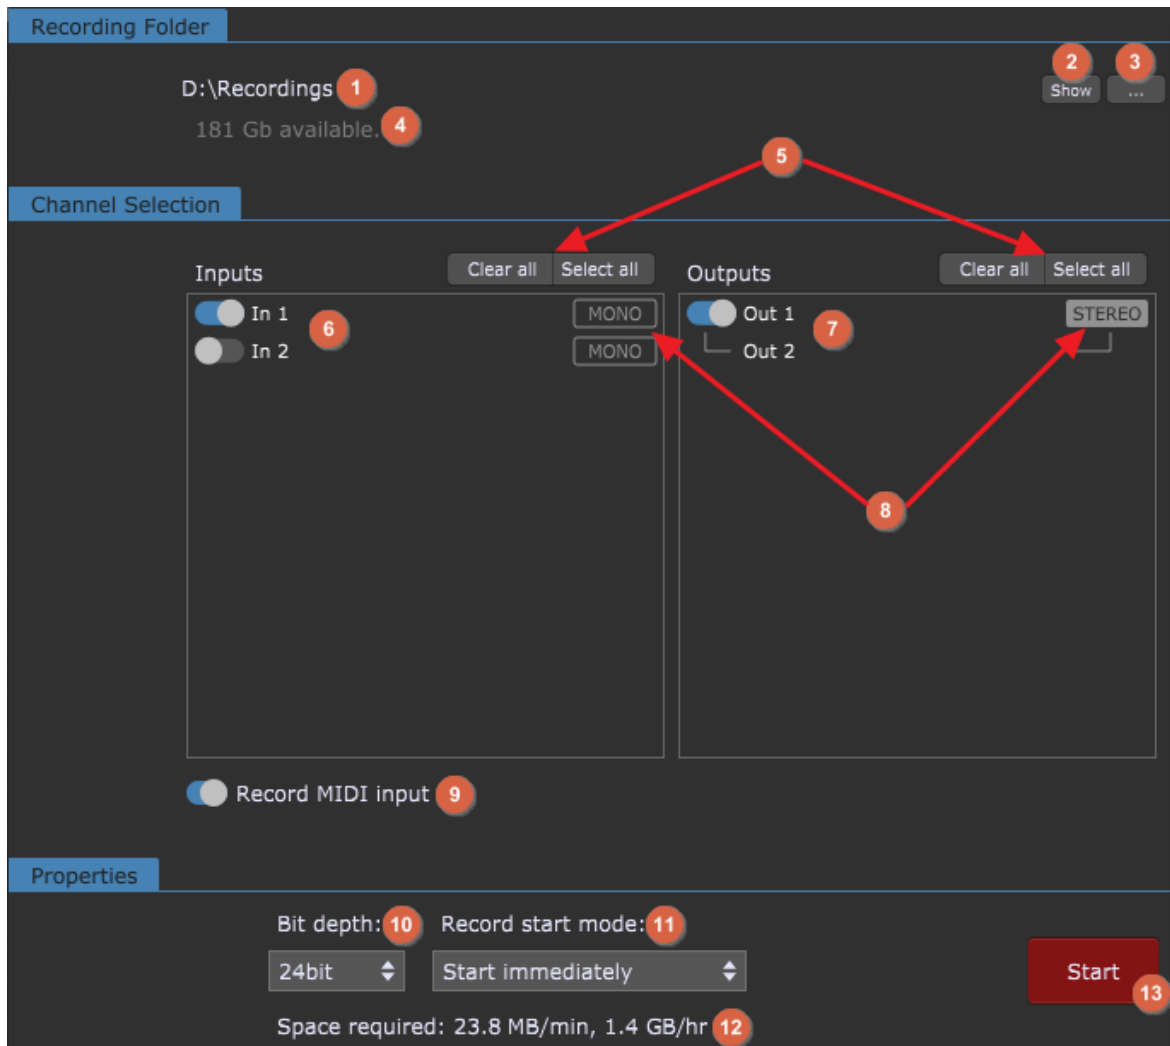 Recording Folder
D:\Recordings 1
2 3
Show ...
181 Gb available. 4
5
Channel Selection
Inputs Clear all Select all Outputs Clear all Select all
In 1 MONO Out 1 STEREO
6 7
In 2 MONO Out 2
8
Record MIDI input 9
Properties
Bit depth: 10 Record start mode: 11
24bit Start immediately Start
13
Space required: 23.8 MB/min, 1.4 GB/hr 12